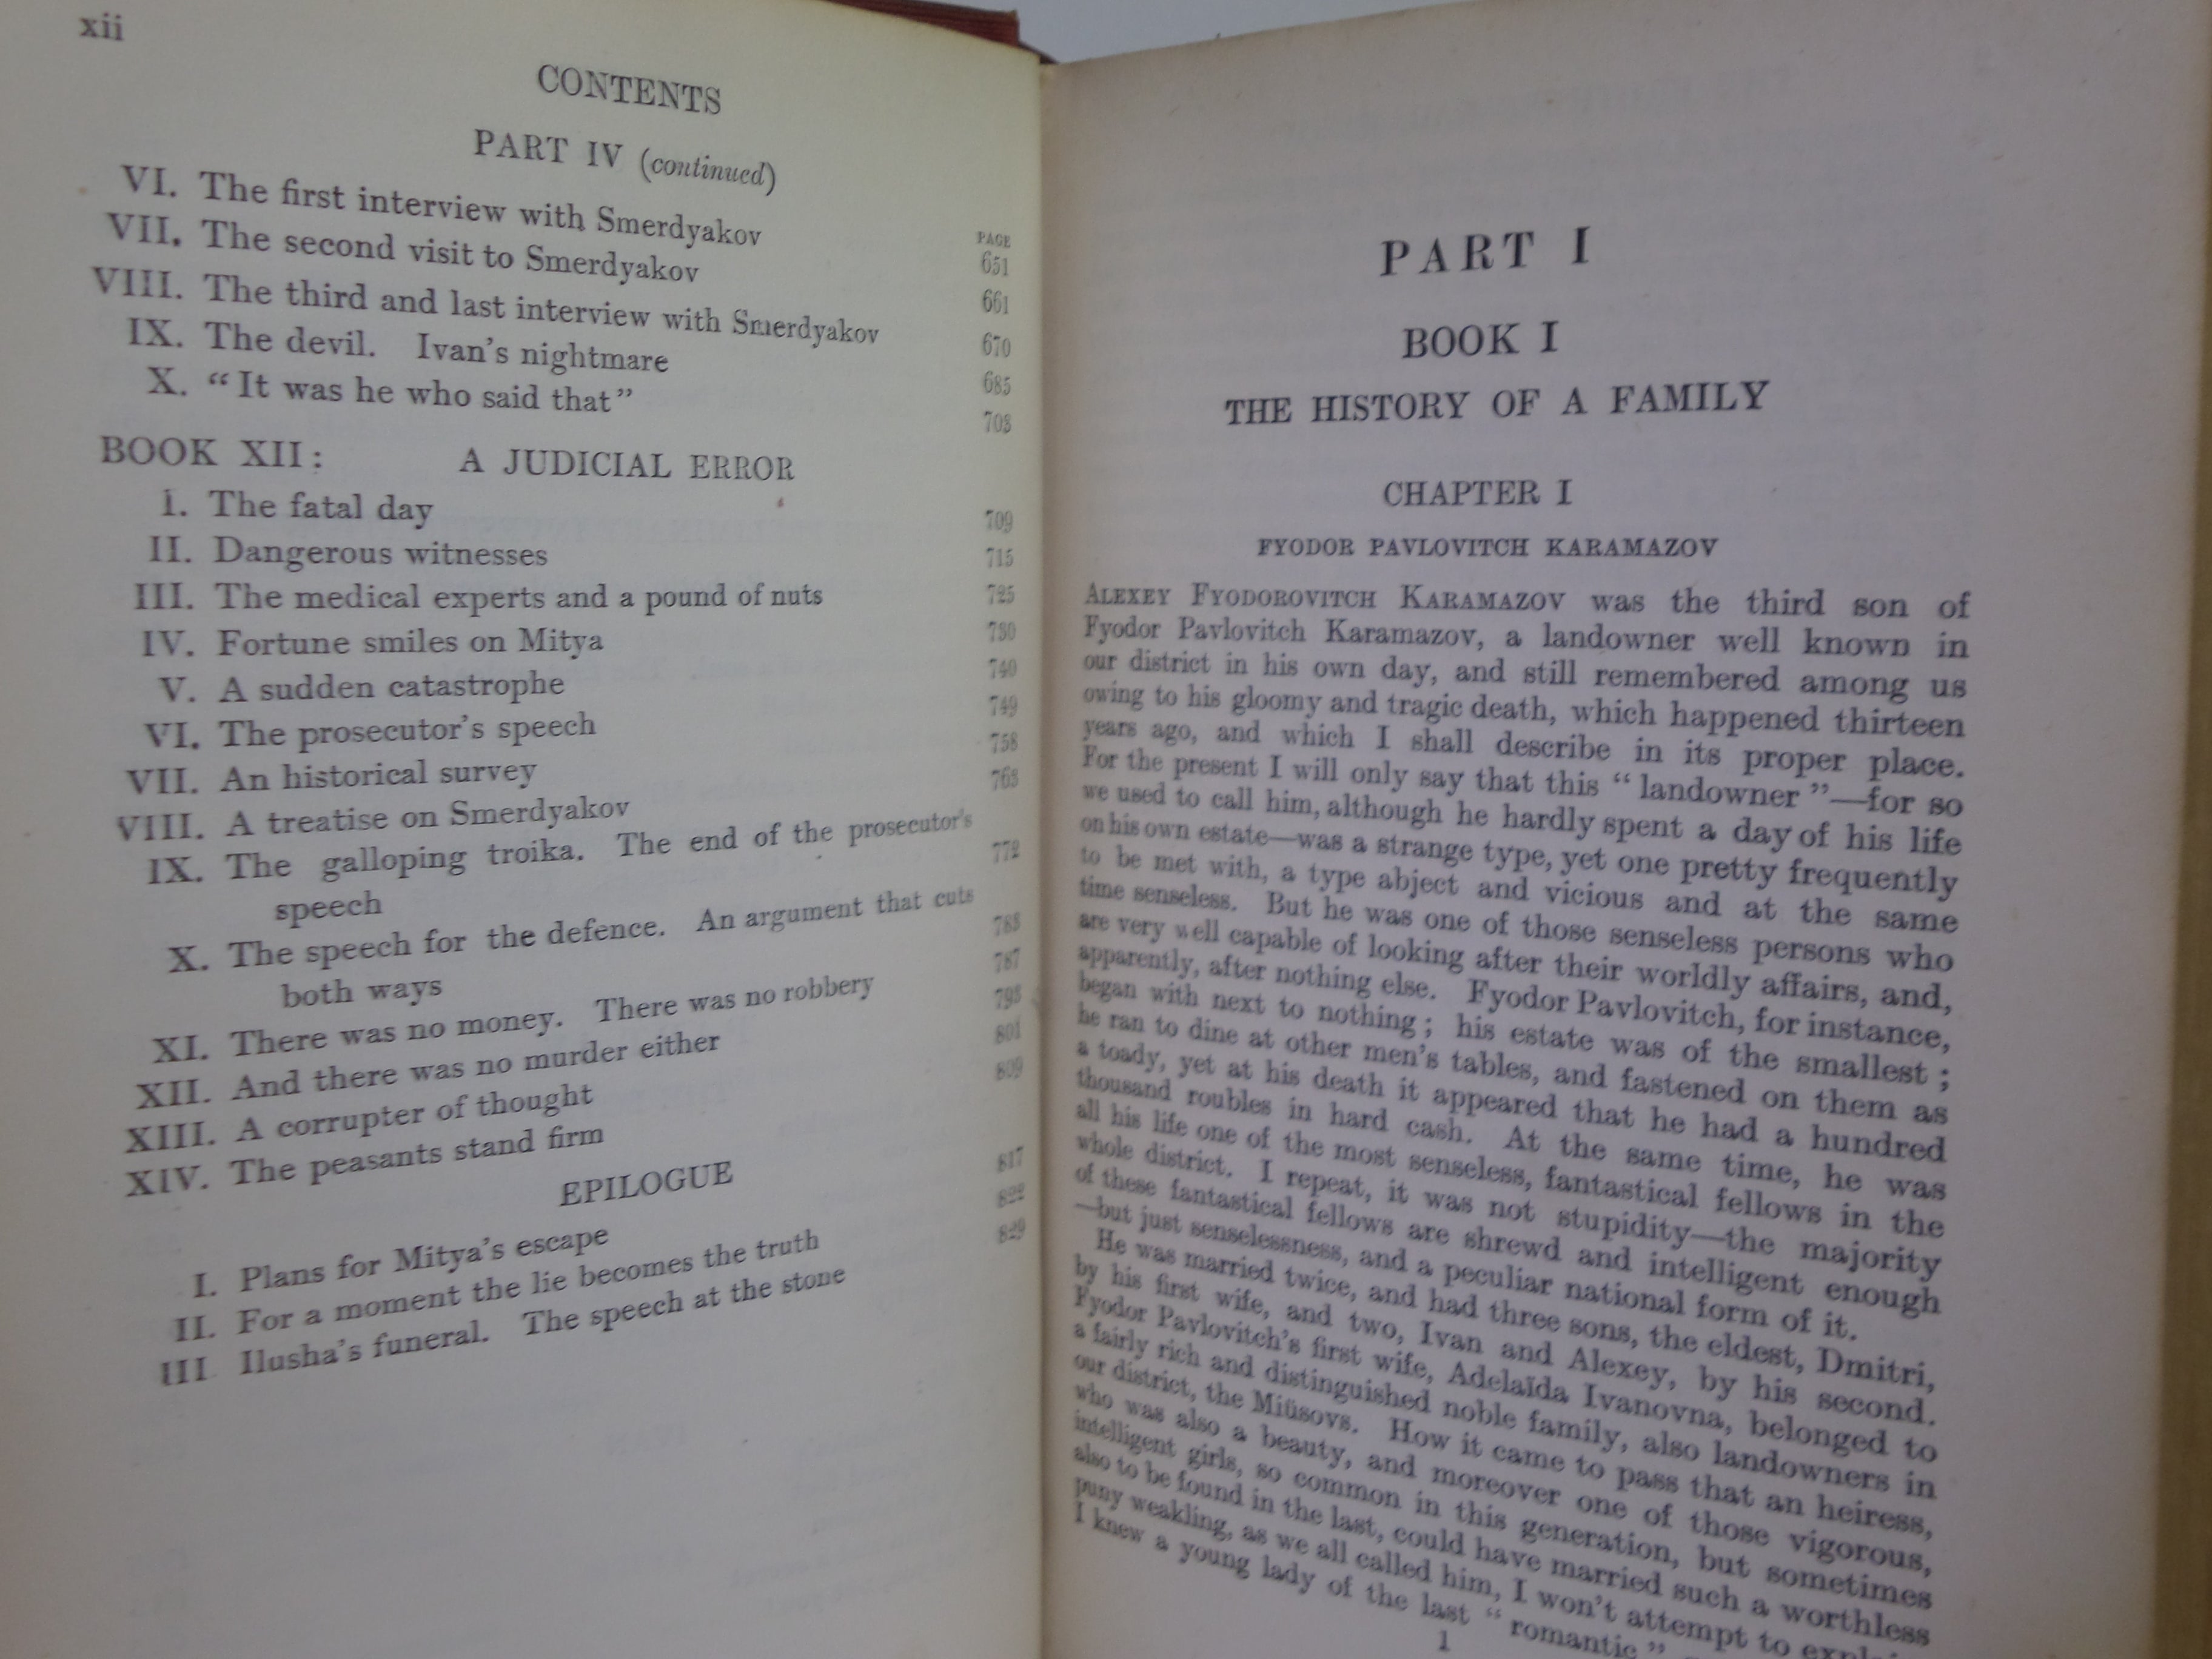 xii
CONTENTS
PART IV (continued)
PAGE
VI. The first interview with Smerdyakov 651
VII. The second visit to Smerdyakov 661
VIII. The third and last interview with Smerdyakov 670
IX. The devil. Ivan's nightmare 685
X. “It was he who said that” 703
BOOK XII: A JUDICIAL ERROR
I. The fatal day 709
II. Dangerous witnesses 715
III. The medical experts and a pound of nuts 725
IV. Fortune smiles on Mitya 730
V. A sudden catastrophe 740
VI. The prosecutor's speech 749
VII. An historical survey 758
VIII. A treatise on Smerdyakov 763
IX. The galloping troika. The end of the prosecutor's
speech 772
X. The speech for the defence. An argument that cuts
both ways 783
XI. There was no money. There was no robbery 787
XII. And there was no murder either 793
XIII. A corrupter of thought 801
XIV. The peasants stand firm 809
EPILOGUE
I. Plans for Mitya's escape 817
II. For a moment the lie becomes the truth 822
III Ilusha's funeral. The speech at the stone 829
PART I
BOOK I
THE HISTORY OF A FAMILY
CHAPTER I
FYODOR PAVLOVITCH KARAMAZOV
ALEXEY FYODOROVITCH KARAMAZOV was the third son of
Fyodor Pavlovitch Karamazov, a landowner well known in
our district in his own day, and still remembered among us
owing to his gloomy and tragic death, which happened thirteen
years ago, and which I shall describe in its proper place.
For the present I will only say that this “ landowner ”—for so
we used to call him, although he hardly spent a day of his life
on his own estate—was a strange type, yet one pretty frequently
to be met with, a type abject and vicious and at the same
time senseless. But he was one of those senseless persons who
are very well capable of looking after their worldly affairs, and,
apparently, after nothing else. Fyodor Pavlovitch, for instance,
began with next to nothing ; his estate was of the smallest ;
he ran to dine at other men's tables, and fastened on them as
a toady, yet at his death it appeared that he had a hundred
thousand roubles in hard cash. At the same time, he was
all his life one of the most senseless, fantastical fellows in the
whole district. I repeat, it was not stupidity—the majority
of these fantastical fellows are shrewd and intelligent enough
—but just senselessness, and a peculiar national form of it.
He was married twice, and had three sons, the eldest, Dmitri,
by his first wife, and two, Ivan and Alexey, by his second.
Fyodor Pavlovitch's first wife, Adelaïda Ivanovna, belonged to
a fairly rich and distinguished noble family, also landowners in
our district, the Miüsovs. How it came to pass that an heiress,
who was also a beauty, and moreover one of those vigorous,
intelligent girls, so common in this generation, but sometimes
also to be found in the last, could have married such a worthless
puny weakling, as we all called him, I won't attempt to
I knew a young lady of the last “ romantic ”
1